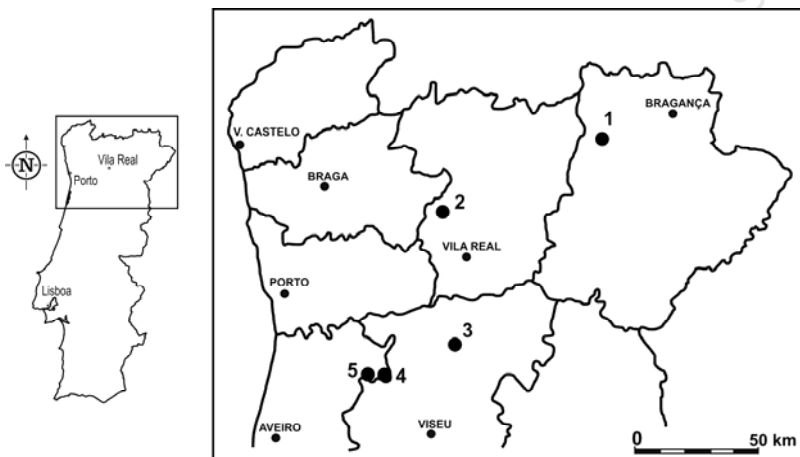 N
Vila Real
Porto
Lisboa
BRAGANÇA
1
V. CASTELO
BRAGA
2
VILA REAL
PORTO
3
5
4
AVEIRO
VISEU
0
50 km